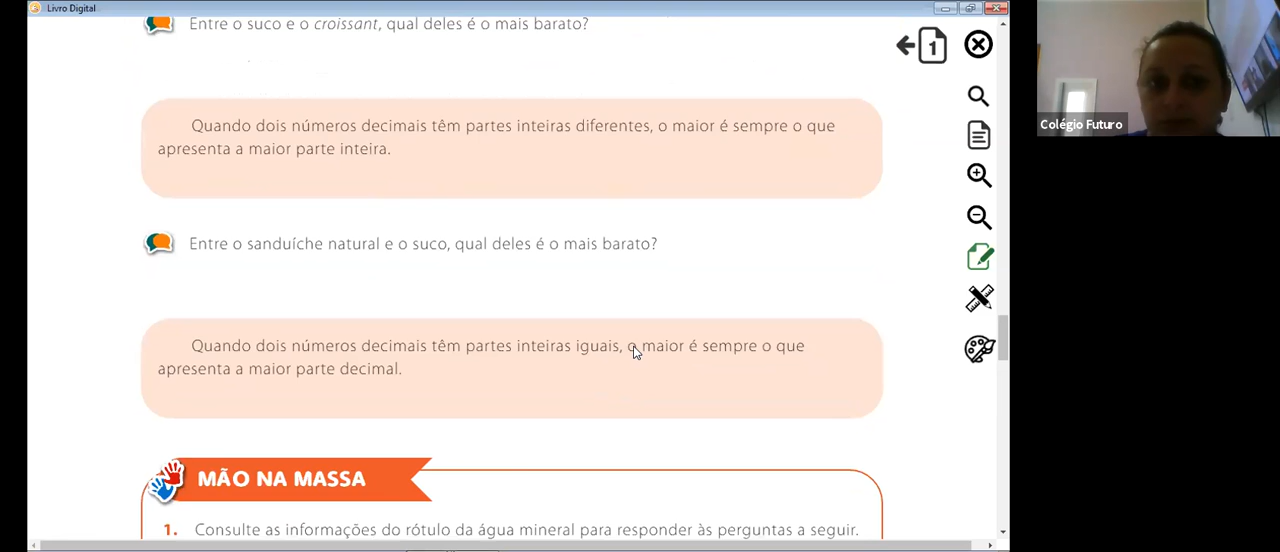 Livro Digital
Entre o suco e o croissant, qual deles é o mais barato?
1
Quando dois números decimais têm partes inteiras diferentes, o maior é sempre o que
apresenta a maior parte inteira.
Colégio Futuro
Entre o sanduíche natural e o suco, qual deles é o mais barato?
Quando dois números decimais têm partes inteiras iguais, o maior é sempre o que
apresenta a maior parte decimal.
MÃO NA MASSA
1. Consulte as informações do rótulo da água mineral para responder às perguntas a seguir.